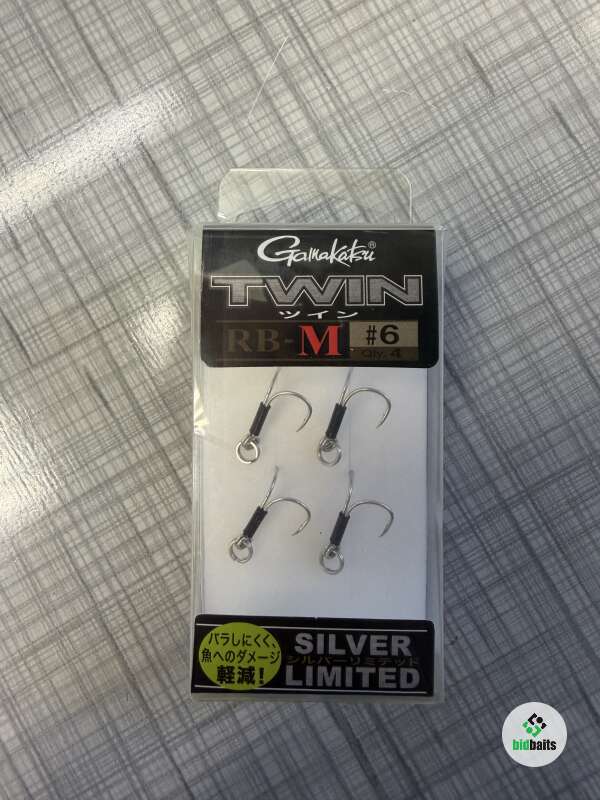 Gamakatsu®
TWIN
ツイン
RB-M #6
Qty. 4
バラしにくく、
魚へのダメージ
軽減!
SILVER
シルバーリミテッド
LIMITED
bidbaits